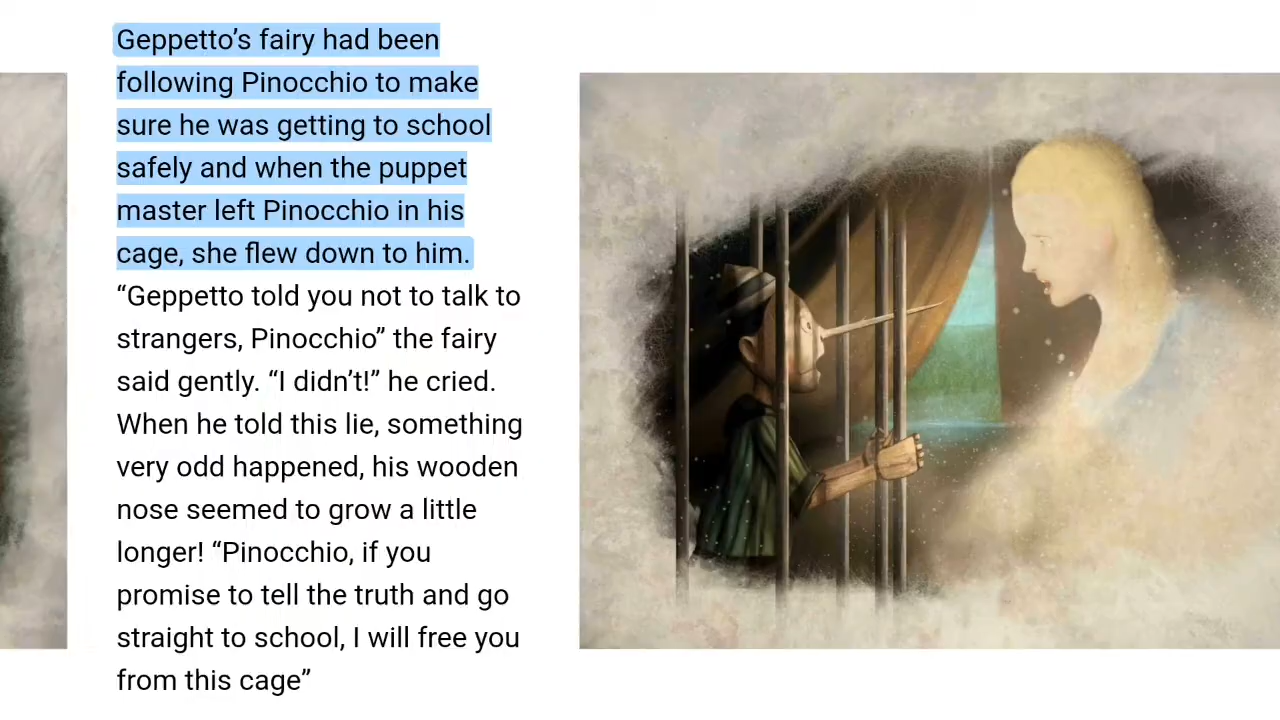 Geppetto’s fairy had been
following Pinocchio to make
sure he was getting to school
safely and when the puppet
master left Pinocchio in his
cage, she flew down to him.
“Geppetto told you not to talk to
strangers, Pinocchio” the fairy
said gently. “I didn’t!” he cried.
When he told this lie, something
very odd happened, his wooden
nose seemed to grow a little
longer! “Pinocchio, if you
promise to tell the truth and go
straight to school, I will free you
from this cage”